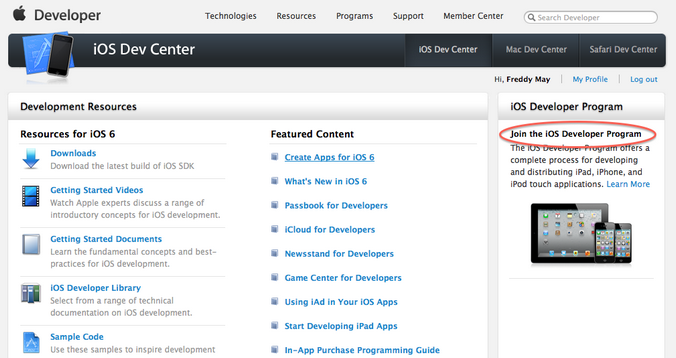 Developer
Technologies
Resources
Programs
Support
Member Center
Search Developer
iOS Dev Center
iOS Dev Center
Mac Dev Center
Safari Dev Center
Hi, Freddy May
My Profile
Log out
Development Resources
Resources for iOS 6
Downloads
Download the latest build of iOS SDK
Getting Started Videos
Watch Apple experts discuss a range of
introductory concepts for iOS development.
Getting Started Documents
Learn the fundamental concepts and best-
practices for iOS development.
iOS Developer Library
Select from a range of technical
documentation on iOS development.
Sample Code
Use these samples to inspire development
Featured Content
Create Apps for iOS 6
What's New in iOS 6
Passbook for Developers
iCloud for Developers
Newsstand for Developers
Game Center for Developers
Using iAd in Your iOS Apps
Start Developing iPad Apps
In-App Purchase Programming Guide
iOS Developer Program
Join the iOS Developer Program
The iOS Developer Program offers a
complete process for developing
and distributing iPad, iPhone, and
iPod touch applications. Learn More